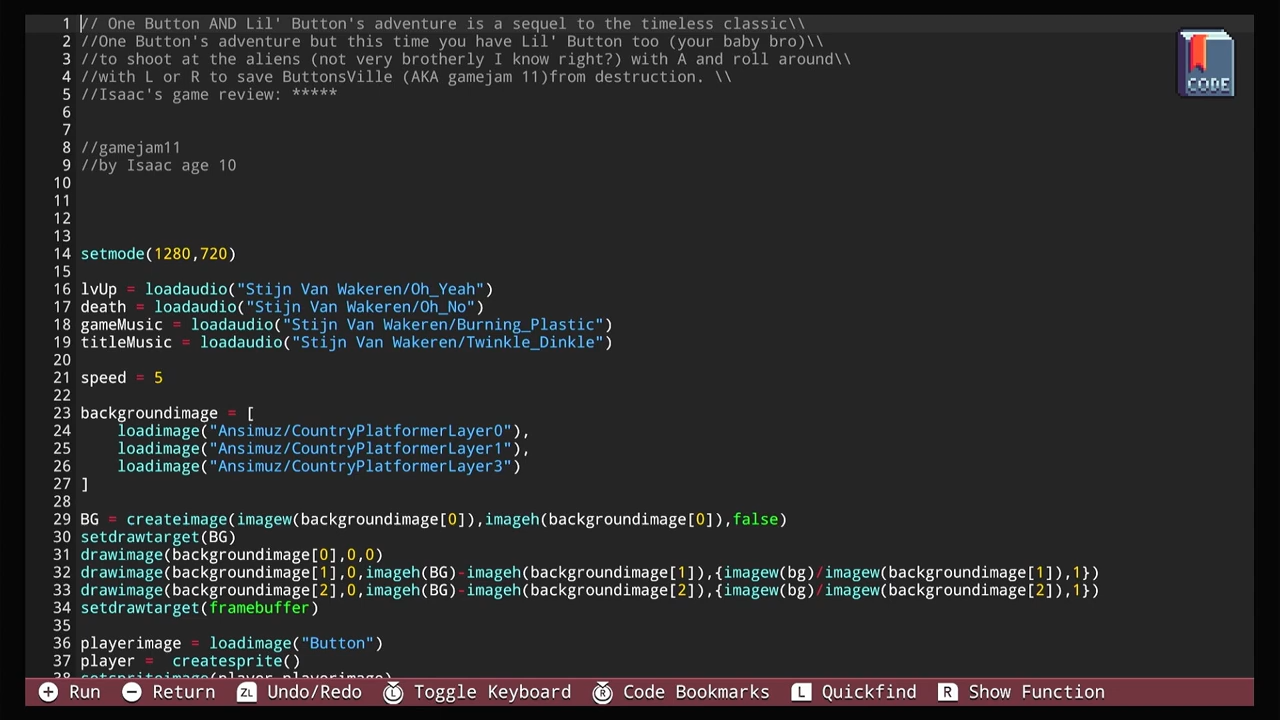 1 // One Button AND Lil' Button's adventure is a sequel to the timeless classic\\
2 //One Button's adventure but this time you have Lil' Button too (your baby bro)\\
3 //to shoot at the aliens (not very brotherly I know right?) with A and roll around\\
4 //with L or R to save ButtonsVille (AKA gamejam 11)from destruction. \\
5 //Isaac's game review: *****
6
7
8 //gamejam11
9 //by Isaac age 10
10
11
12
13
14 setmode(1280,720)
15
16 lvUp = loadaudio("Stijn Van Wakeren/Oh_Yeah")
17 death = loadaudio("Stijn Van Wakeren/Oh_No")
18 gameMusic = loadaudio("Stijn Van Wakeren/Burning_Plastic")
19 titleMusic = loadaudio("Stijn Van Wakeren/Twinkle_Dinkle")
20
21 speed = 5
22
23 backgroundimage = [
24 loadimage("Ansimuz/CountryPlatformerLayer0"),
25 loadimage("Ansimuz/CountryPlatformerLayer1"),
26 loadimage("Ansimuz/CountryPlatformerLayer3")
27 ]
28
29 BG = createimage(imagew(backgroundimage[0]),imageh(backgroundimage[0]),false)
30 setdrawtarget(BG)
31 drawimage(backgroundimage[0],0,0)
32 drawimage(backgroundimage[1],0,imageh(BG)-imageh(backgroundimage[1]),{imagew(bg)/imagew(backgroundimage[1]),1})
33 drawimage(backgroundimage[2],0,imageh(BG)-imageh(backgroundimage[2]),{imagew(bg)/imagew(backgroundimage[2]),1})
34 setdrawtarget(framebuffer)
35
36 playerimage = loadimage("Button")
37 player = createsprite()
38 setspriteimage(player,playerimage)
CODE
+ Run - Return ZL Undo/Redo L Toggle Keyboard R Code Bookmarks L Quickfind R Show Function